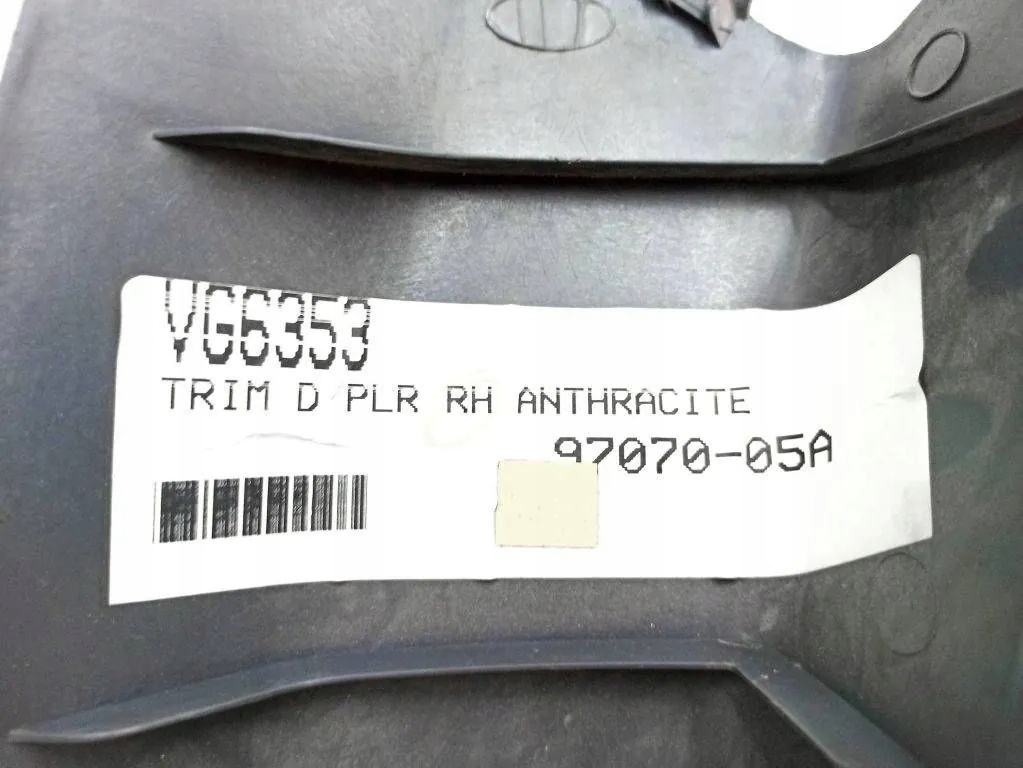 VG6353
TRIM D PLR RH ANTHRACITE
97070-05A